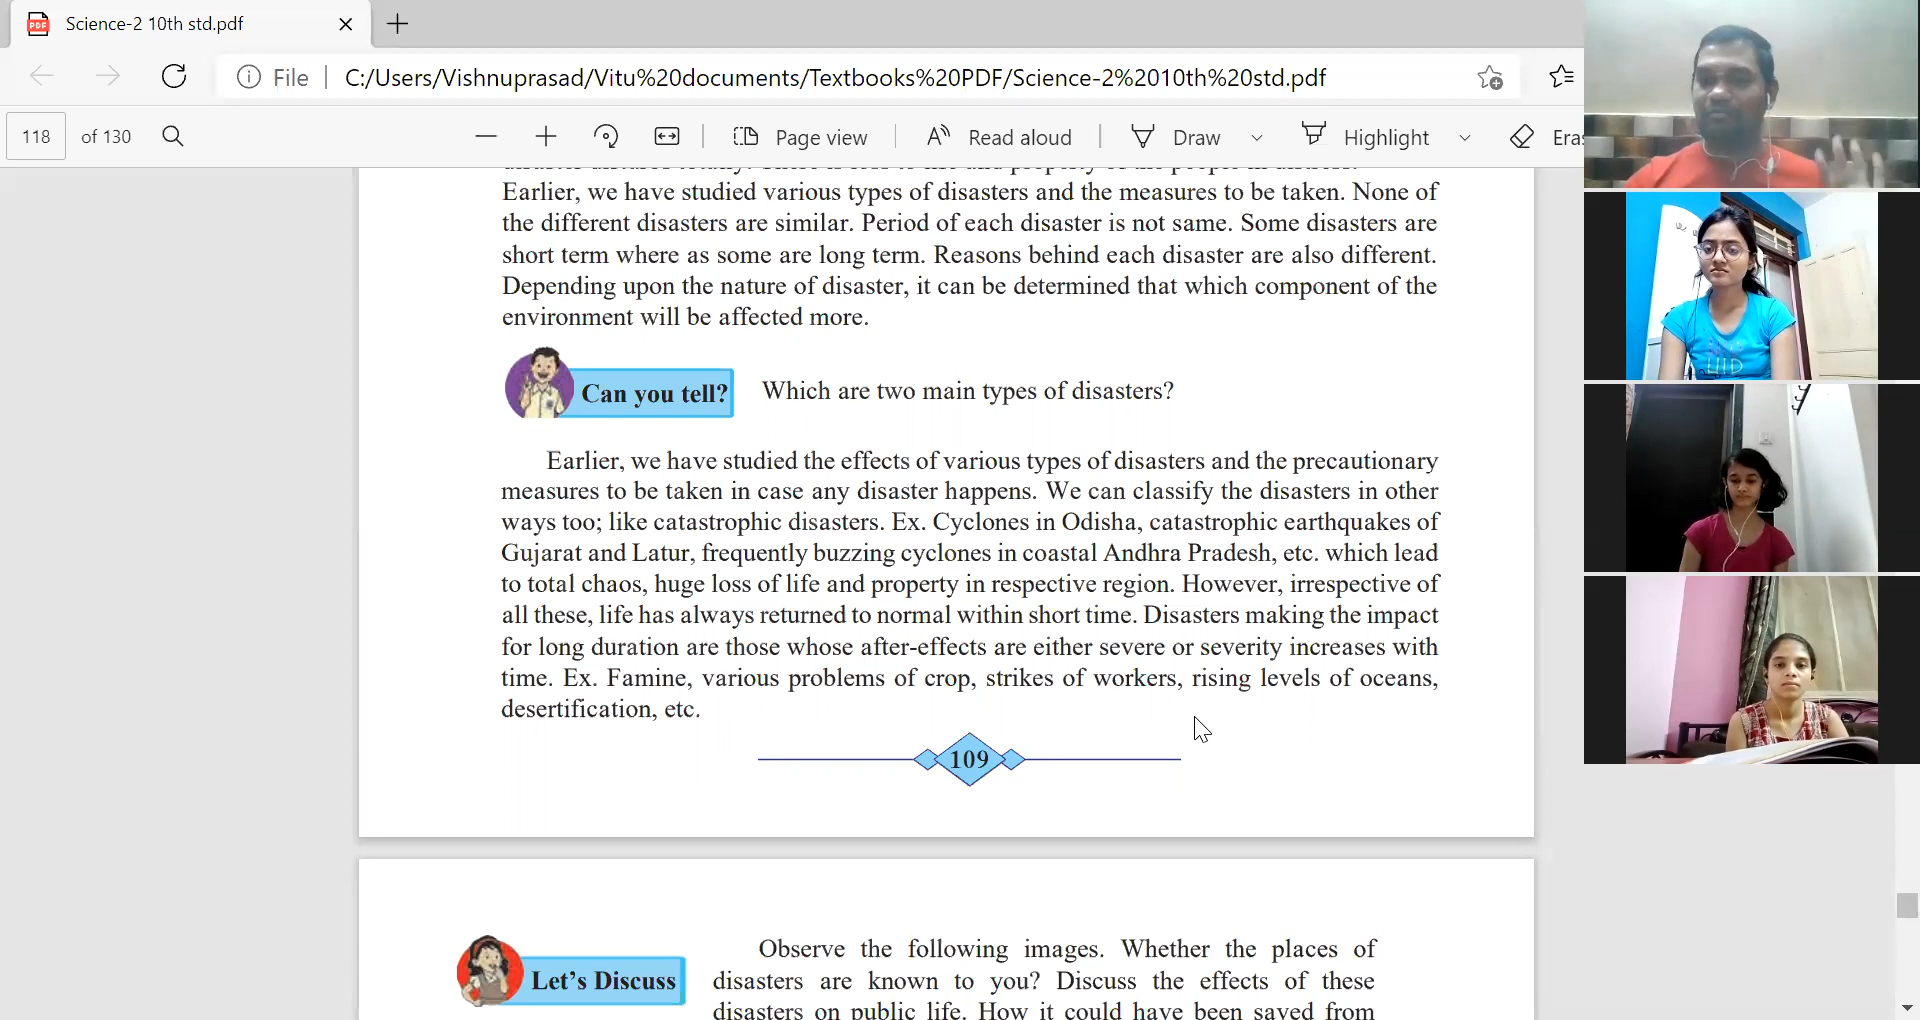 Science-2 10th std.pdf
File | C:/Users/Vishnuprasad/Vitu%20documents/Textbooks%20PDF/Science-2%2010th%20std.pdf
118 of 130 Page view Read aloud Draw Highlight Eras
Earlier, we have studied various types of disasters and the measures to be taken. None of
the different disasters are similar. Period of each disaster is not same. Some disasters are
short term where as some are long term. Reasons behind each disaster are also different.
Depending upon the nature of disaster, it can be determined that which component of the
environment will be affected more.
Can you tell? Which are two main types of disasters?
Earlier, we have studied the effects of various types of disasters and the precautionary
measures to be taken in case any disaster happens. We can classify the disasters in other
ways too; like catastrophic disasters. Ex. Cyclones in Odisha, catastrophic earthquakes of
Gujarat and Latur, frequently buzzing cyclones in coastal Andhra Pradesh, etc. which lead
to total chaos, huge loss of life and property in respective region. However, irrespective of
all these, life has always returned to normal within short time. Disasters making the impact
for long duration are those whose after-effects are either severe or severity increases with
time. Ex. Famine, various problems of crop, strikes of workers, rising levels of oceans,
desertification, etc.
109
Let's Discuss
Observe the following images. Whether the places of
disasters are known to you? Discuss the effects of these
disasters on public life. How it could have been saved from